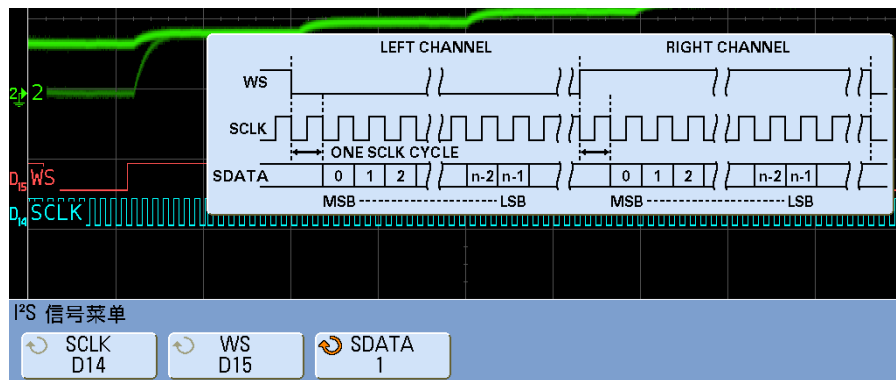 LEFT CHANNEL RIGHT CHANNEL
WS
2 2
SCLK
ONE SCLK CYCLE
D15 WS
SDATA 0 1 2 n-2 n-1 0 1 2 n-2 n-1
MSB LSB MSB LSB
D14 SCLK
I²S 信号菜单
SCLK WS SDATA
D14 D15 1